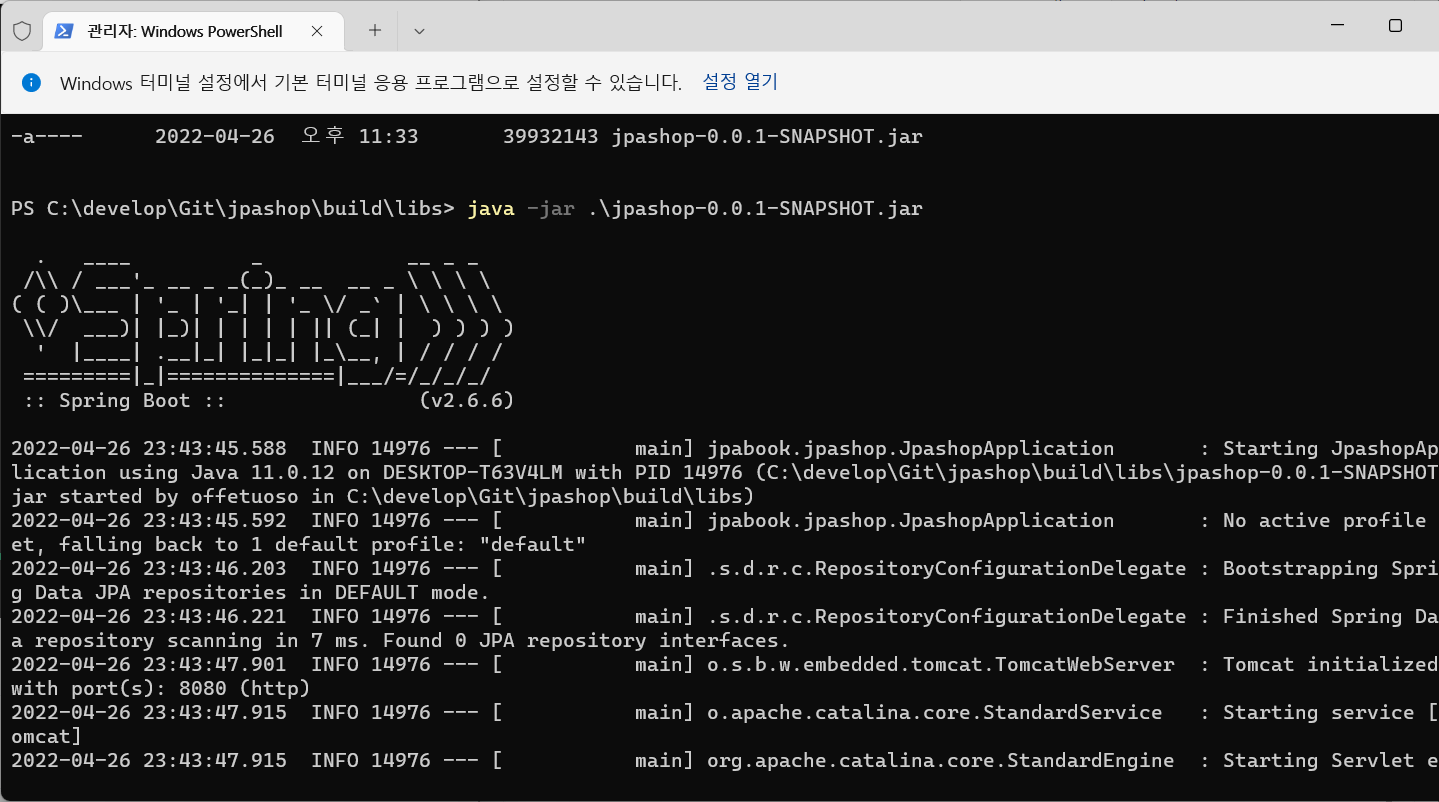 관리자: Windows PowerShell
Windows 터미널 설정에서 기본 터미널 응용 프로그램으로 설정할 수 있습니다. 설정 열기
-a---- 2022-04-26 오후 11:33 39932143 jpashop-0.0.1-SNAPSHOT.jar
PS C:\develop\Git\jpashop\build\libs> java -jar .\jpashop-0.0.1-SNAPSHOT.jar
  .   ____          _            __ _ _
 /\\ / ___'_ __ _ _(_)_ __  __ _ \ \ \ \
( ( )\___ | '_ | '_| | '_ \/ _` | \ \ \ \
 \\/  ___)| |_)| | | | | || (_| |  ) ) ) )
  '  |____| .__|_| |_|_| |_\__, | / / / /
 =========|_|==============|___/=/_/_/_/
 :: Spring Boot ::                (v2.6.6)
2022-04-26 23:43:45.588  INFO 14976 --- [           main] jpabook.jpashop.JpashopApplication       : Starting JpashopAp
lication using Java 11.0.12 on DESKTOP-T63V4LM with PID 14976 (C:\develop\Git\jpashop\build\libs\jpashop-0.0.1-SNAPSHOT
jar started by offetuoso in C:\develop\Git\jpashop\build\libs)
2022-04-26 23:43:45.592  INFO 14976 --- [           main] jpabook.jpashop.JpashopApplication       : No active profile
et, falling back to 1 default profile: "default"
2022-04-26 23:43:46.203  INFO 14976 --- [           main] .s.d.r.c.RepositoryConfigurationDelegate : Bootstrapping Spri
g Data JPA repositories in DEFAULT mode.
2022-04-26 23:43:46.221  INFO 14976 --- [           main] .s.d.r.c.RepositoryConfigurationDelegate : Finished Spring Da
a repository scanning in 7 ms. Found 0 JPA repository interfaces.
2022-04-26 23:43:47.901  INFO 14976 --- [           main] o.s.b.w.embedded.tomcat.TomcatWebServer  : Tomcat initialized
with port(s): 8080 (http)
2022-04-26 23:43:47.915  INFO 14976 --- [           main] o.apache.catalina.core.StandardService   : Starting service [
omcat]
2022-04-26 23:43:47.915  INFO 14976 --- [           main] org.apache.catalina.core.StandardEngine  : Starting Servlet e